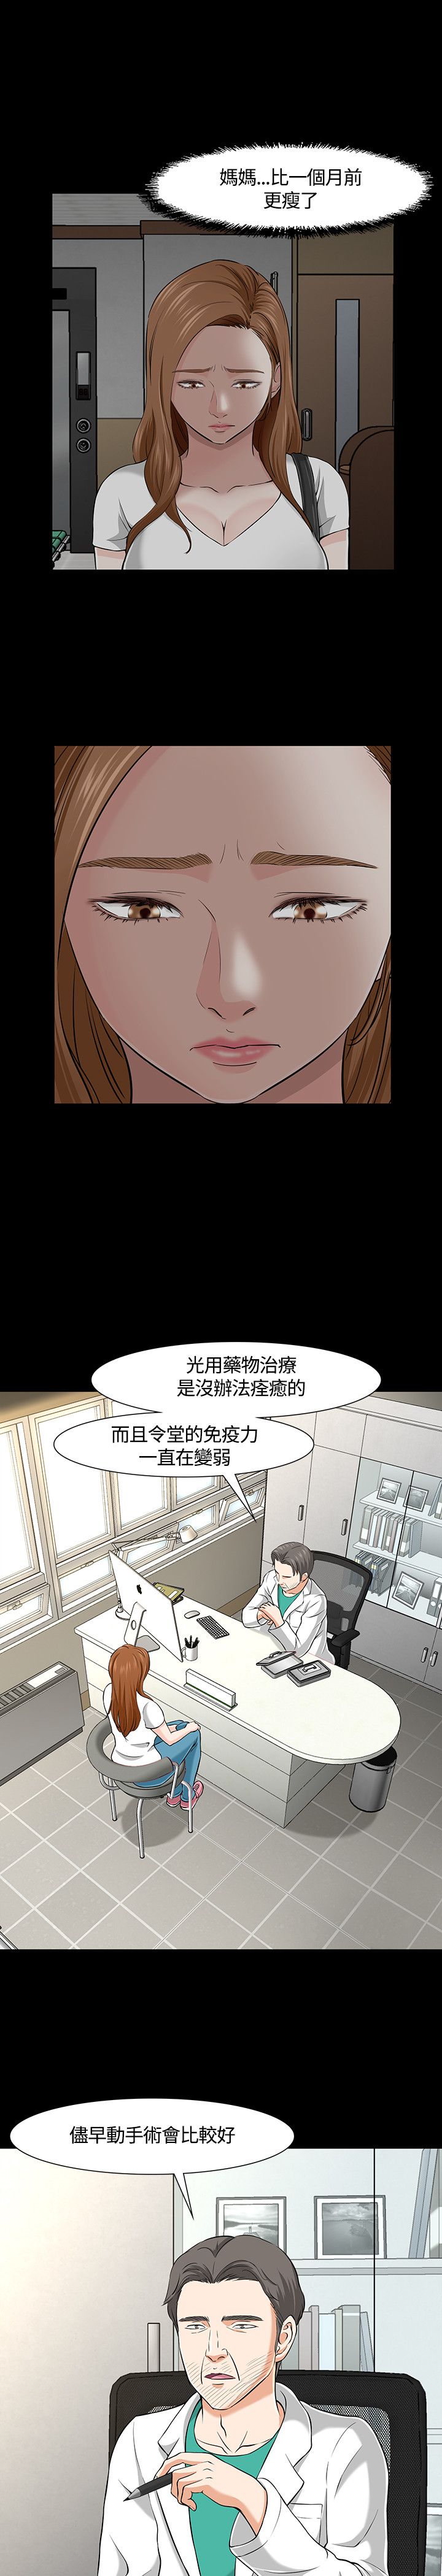 媽媽...比一個月前
更瘦了
光用藥物治療
是沒辦法痊癒的
而且令堂的免疫力
一直在變弱
儘早動手術會比較好